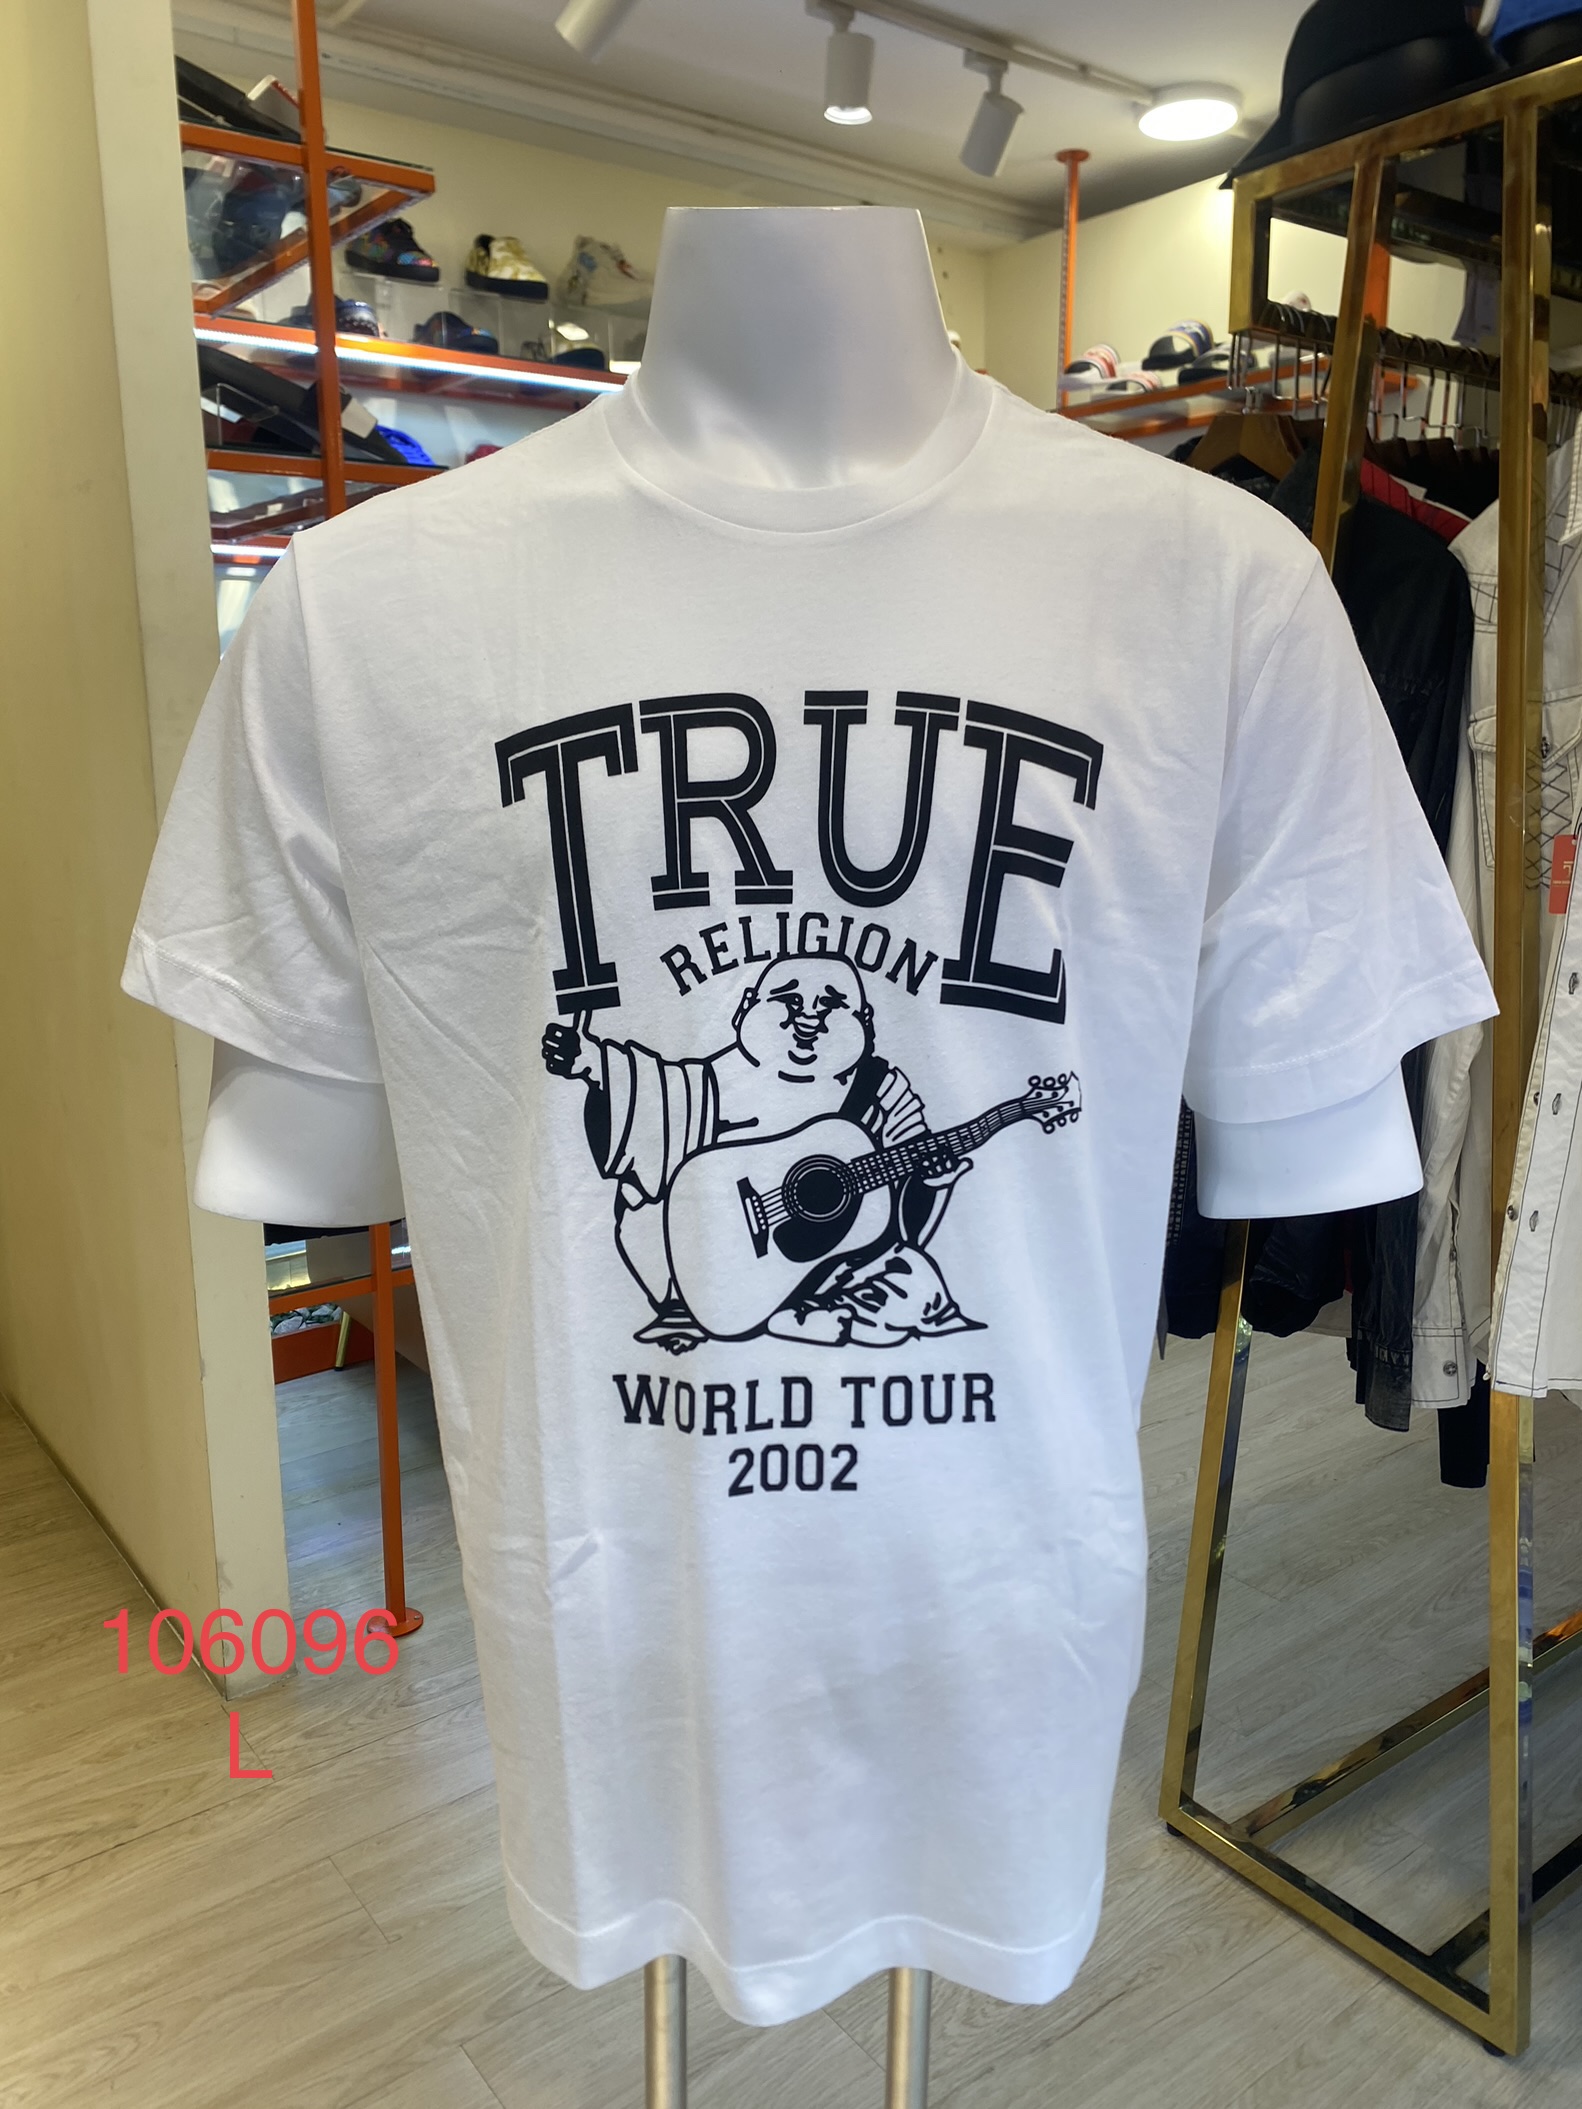 TRUE
RELIGION
WORLD TOUR
2002
106096
L